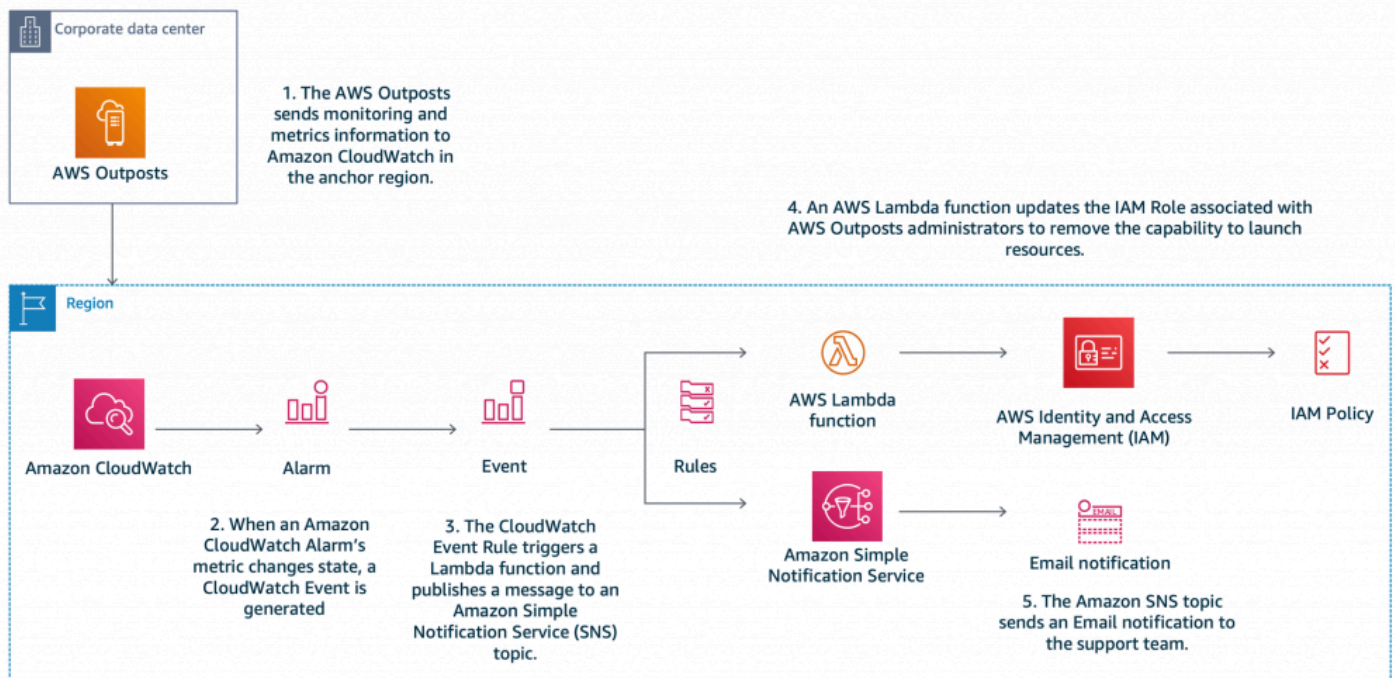 Corporate data center
AWS Outposts
1. The AWS Outposts
sends monitoring and
metrics information to
Amazon CloudWatch in
the anchor region.
4. An AWS Lambda function updates the IAM Role associated with
AWS Outposts administrators to remove the capability to launch
resources.
Region
Amazon CloudWatch
Alarm
Event
Rules
AWS Lambda
function
AWS Identity and Access
Management (IAM)
IAM Policy
2. When an Amazon
CloudWatch Alarm's
metric changes state, a
CloudWatch Event is
generated
3. The CloudWatch
Event Rule triggers a
Lambda function and
publishes a message to an
Amazon Simple
Notification Service (SNS)
topic.
Amazon Simple
Notification Service
EMAIL
Email notification
5. The Amazon SNS topic
sends an Email notification to
the support team.